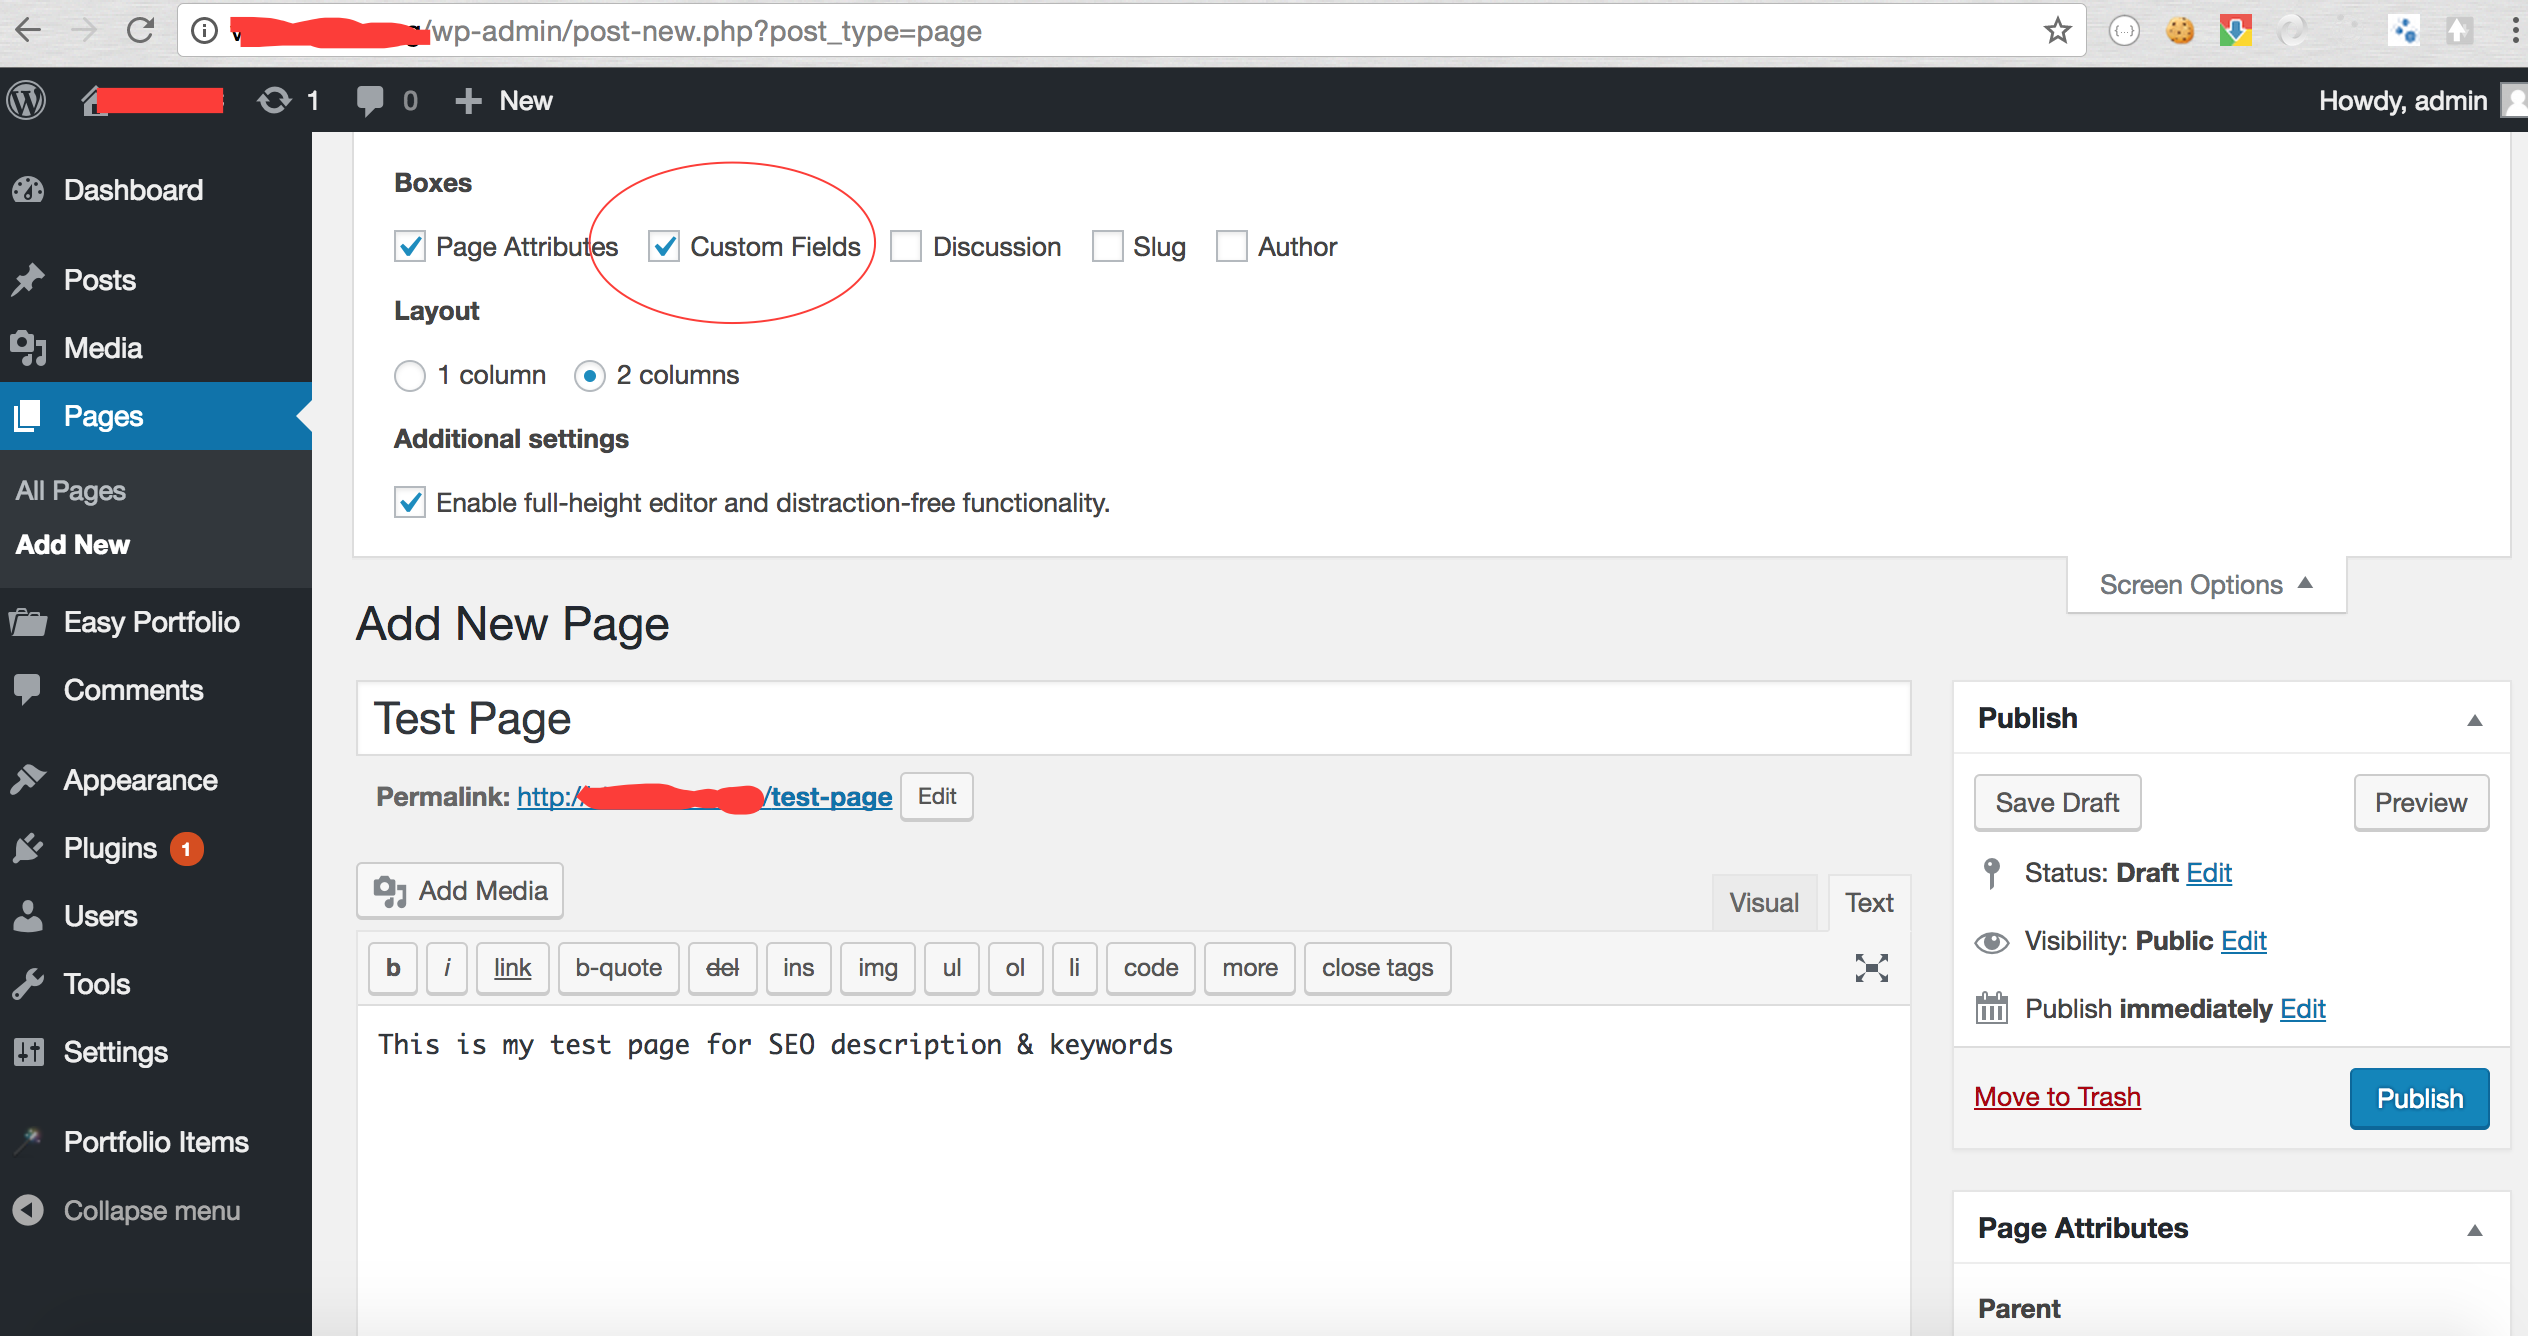 /wp-admin/post-new.php?post_type=page
1 0 New Howdy, admin
Dashboard
Posts
Media
Pages
All Pages
Add New
Easy Portfolio
Comments
Appearance
Plugins 1
Users
Tools
Settings
Portfolio Items
Collapse menu
Boxes
Page Attributes Custom Fields Discussion Slug Author
Layout
1 column 2 columns
Additional settings
Enable full-height editor and distraction-free functionality.
Screen Options
Add New Page
Test Page
Permalink: http:/ /test-page Edit
Add Media Visual Text
b i link b-quote del ins img ul ol li code more close tags
This is my test page for SEO description & keywords
Publish
Save Draft Preview
Status: Draft Edit
Visibility: Public Edit
Publish immediately Edit
Move to Trash Publish
Page Attributes
Parent